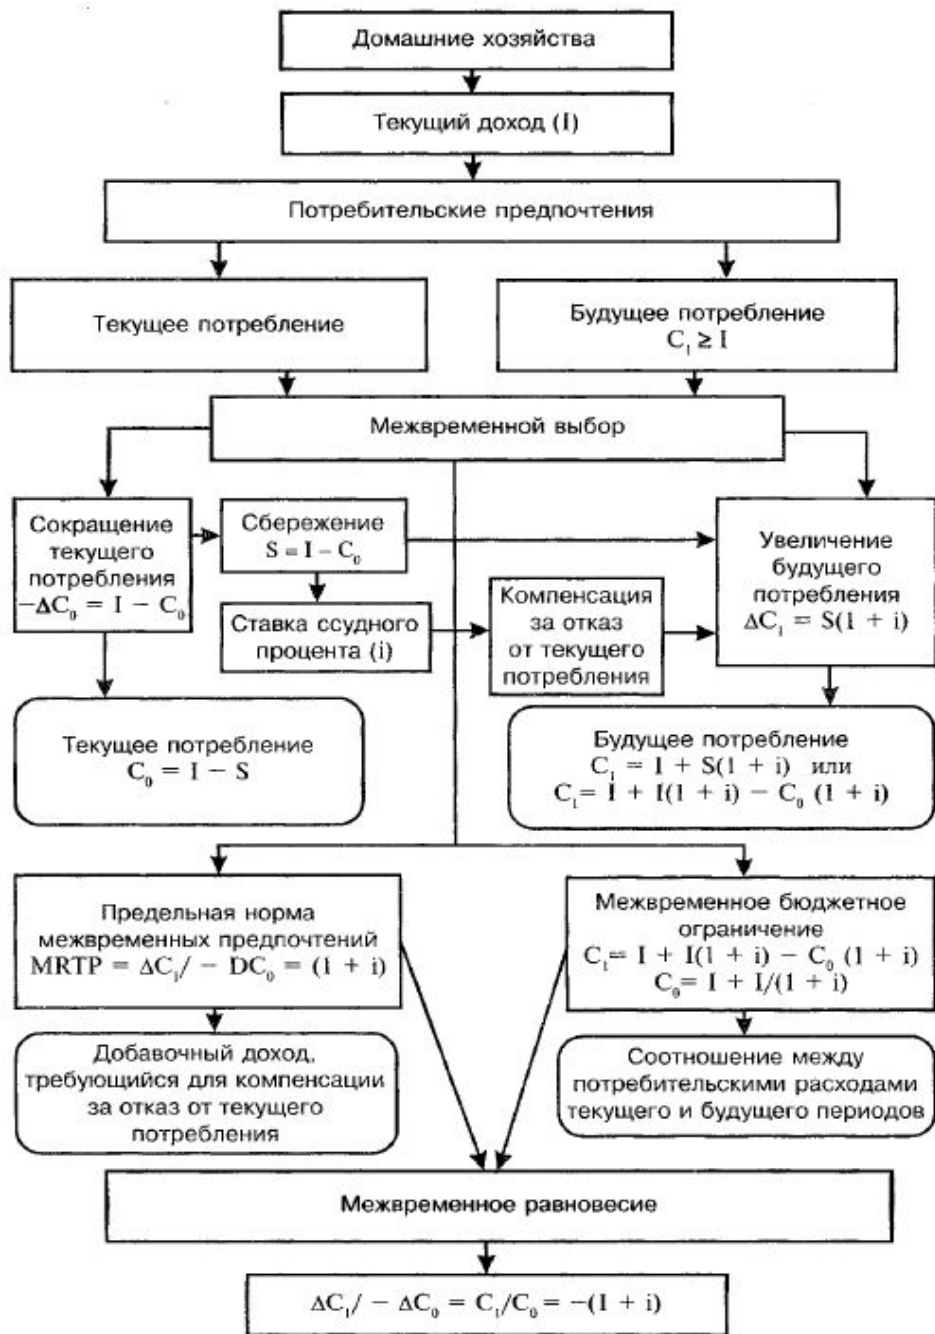 Домашние хозяйства
Текущий доход (I)
Потребительские предпочтения
Текущее потребление
Будущее потребление
C₁ ≥ I
Межвременной выбор
Сокращение
текущего
потребления
−ΔC₀ = I − C₀
Сбережение
S = I − C₀
Ставка ссудного
процента (i)
Компенсация
за отказ
от текущего
потребления
Увеличение
будущего
потребления
ΔC₁ = S(1 + i)
Текущее потребление
C₀ = I − S
Будущее потребление
C₁ = I + S(1 + i) или
C₁= I + I(1 + i) − C₀ (1 + i)
Предельная норма
межвременных предпочтений
MRTP = ΔC₁/ − DC₀ = (1 + i)
Межвременное бюджетное
ограничение
C₁= I + I(1 + i) − C₀ (1 + i)
C₀= I + I/(1 + i)
Добавочный доход,
требующийся для компенсации
за отказ от текущего
потребления
Соотношение между
потребительскими расходами
текущего и будущего периодов
Межвременное равновесие
ΔC₁/ − ΔC₀ = C₁/C₀ = −(I + i)